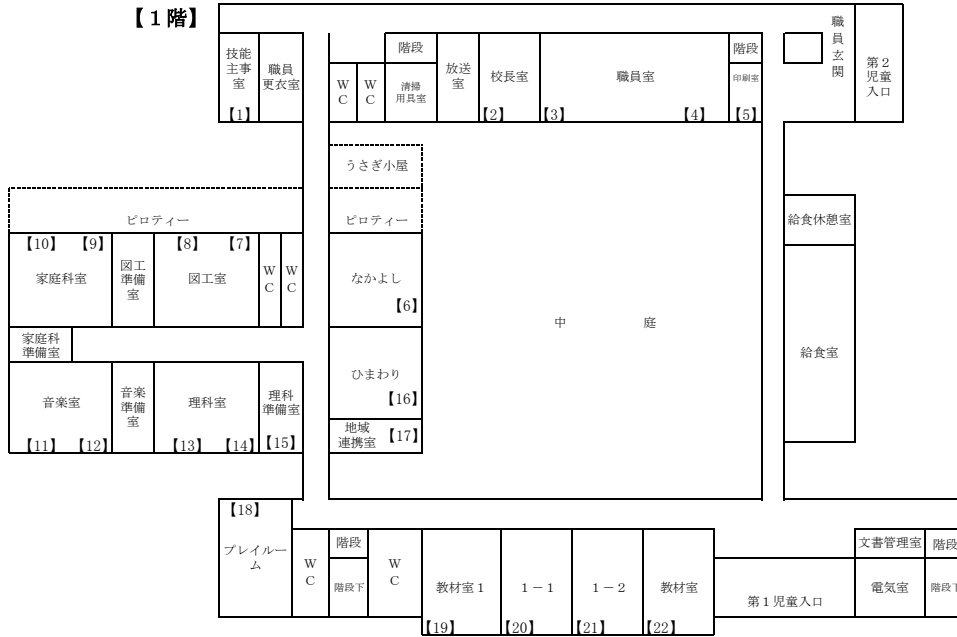 【１階】
技能
主事
室
【1】
職員
更衣室
W
C
W
C
階段
清掃
用具室
放送
室
校長室
【2】
職員室
【3】
【4】
階段
印刷室
【5】
職
員
玄
関
第２
児童
入口
うさぎ小屋
ピロティー
ピロティー
給食休憩室
【10】
【9】
家庭科室
図工
準備
室
【8】
【7】
図工室
W
C
W
C
なかよし
【6】
中　　庭
家庭科
準備室
ひまわり
【16】
給食室
音楽室
【11】
【12】
音楽
準備
室
理科室
【13】
【14】
理科
準備室
【15】
地域
連携室
【17】
【18】
プレイルー
ム
W
C
階段
階段下
W
C
教材室１
【19】
１－１
【20】
１－２
【21】
教材室
【22】
第１児童入口
文書管理室
電気室
階段
階段下